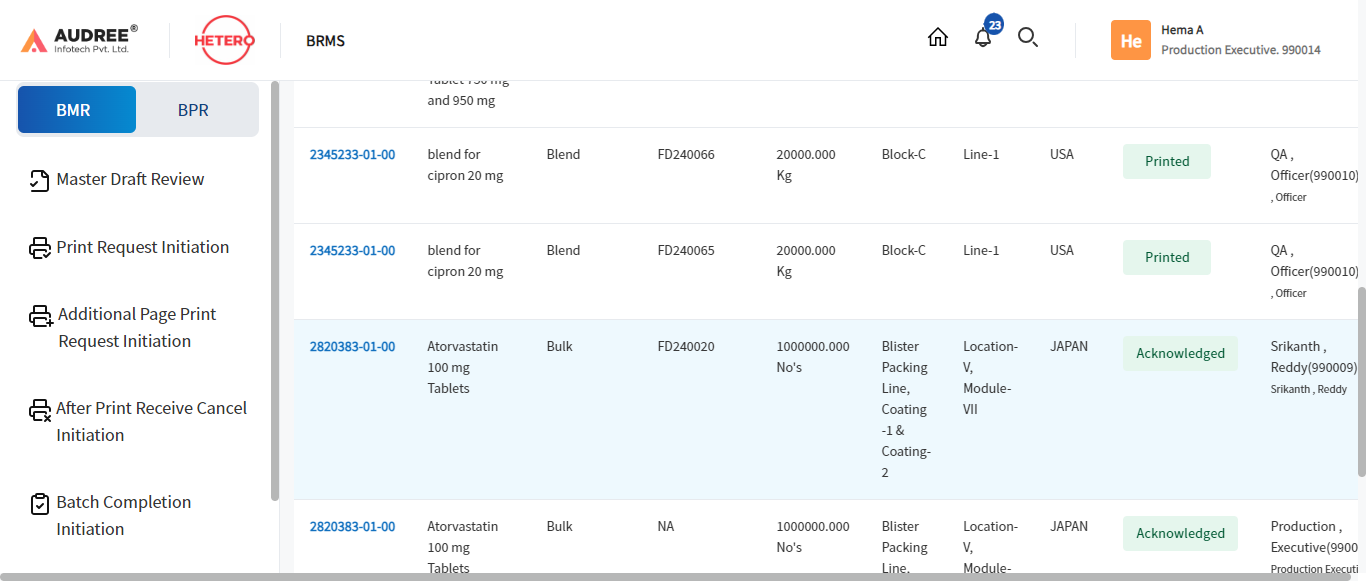 AUDREE®
Infotech Pvt. Ltd.
HETERO
BRMS
23
He
Hema A
Production Executive. 990014
BMR
BPR
Master Draft Review
Print Request Initiation
Additional Page Print
Request Initiation
After Print Receive Cancel
Initiation
Batch Completion
Initiation
Tablet 750 mg
and 950 mg
2345233-01-00
blend for
cipron 20 mg
Blend
FD240066
20000.000
Kg
Block-C
Line-1
USA
Printed
QA ,
Officer(990010)
, Officer
2345233-01-00
blend for
cipron 20 mg
Blend
FD240065
20000.000
Kg
Block-C
Line-1
USA
Printed
QA ,
Officer(990010)
, Officer
2820383-01-00
Atorvastatin
100 mg
Tablets
Bulk
FD240020
1000000.000
No's
Blister
Packing
Line,
Coating
-1 &
Coating-
2
Location-
V,
Module-
VII
JAPAN
Acknowledged
Srikanth ,
Reddy(990009)
Srikanth , Reddy
2820383-01-00
Atorvastatin
100 mg
Tablets
Bulk
NA
1000000.000
No's
Blister
Packing
Line,
Location-
V,
Module-
JAPAN
Acknowledged
Production ,
Executive(9900
Production Executi